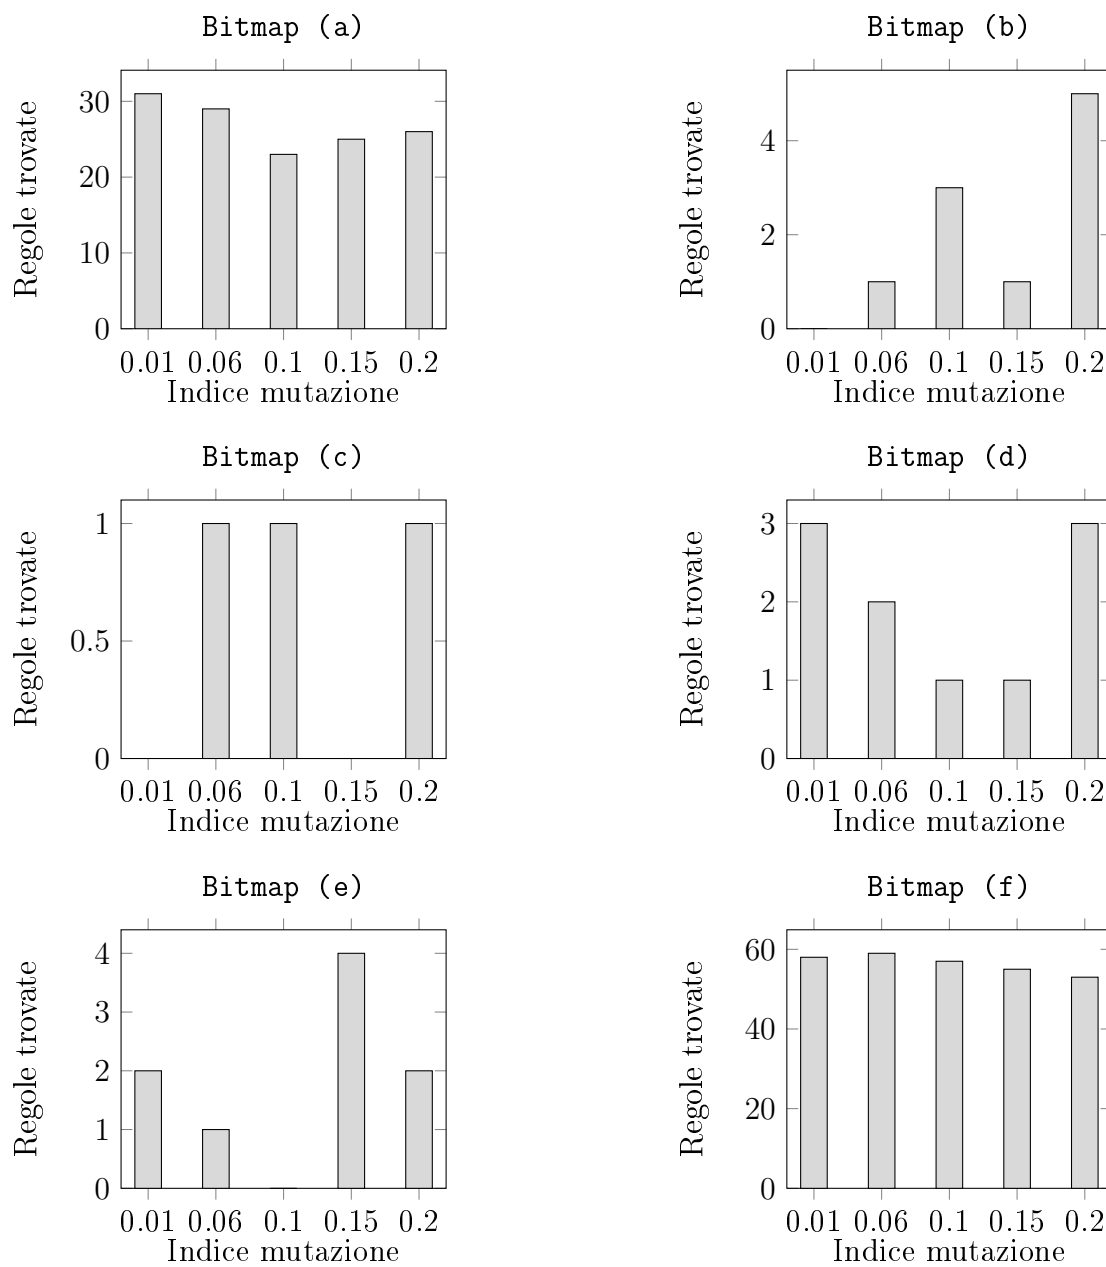 Bitmap (a)
30
20
10
0
Regole trovate
0.01 0.06 0.1 0.15 0.2
Indice mutazione
Bitmap (b)
4
2
0
Regole trovate
0.01 0.06 0.1 0.15 0.2
Indice mutazione
Bitmap (c)
1
0.5
0
Regole trovate
0.01 0.06 0.1 0.15 0.2
Indice mutazione
Bitmap (d)
3
2
1
0
Regole trovate
0.01 0.06 0.1 0.15 0.2
Indice mutazione
Bitmap (e)
4
3
2
1
0
Regole trovate
0.01 0.06 0.1 0.15 0.2
Indice mutazione
Bitmap (f)
60
40
20
0
Regole trovate
0.01 0.06 0.1 0.15 0.2
Indice mutazione